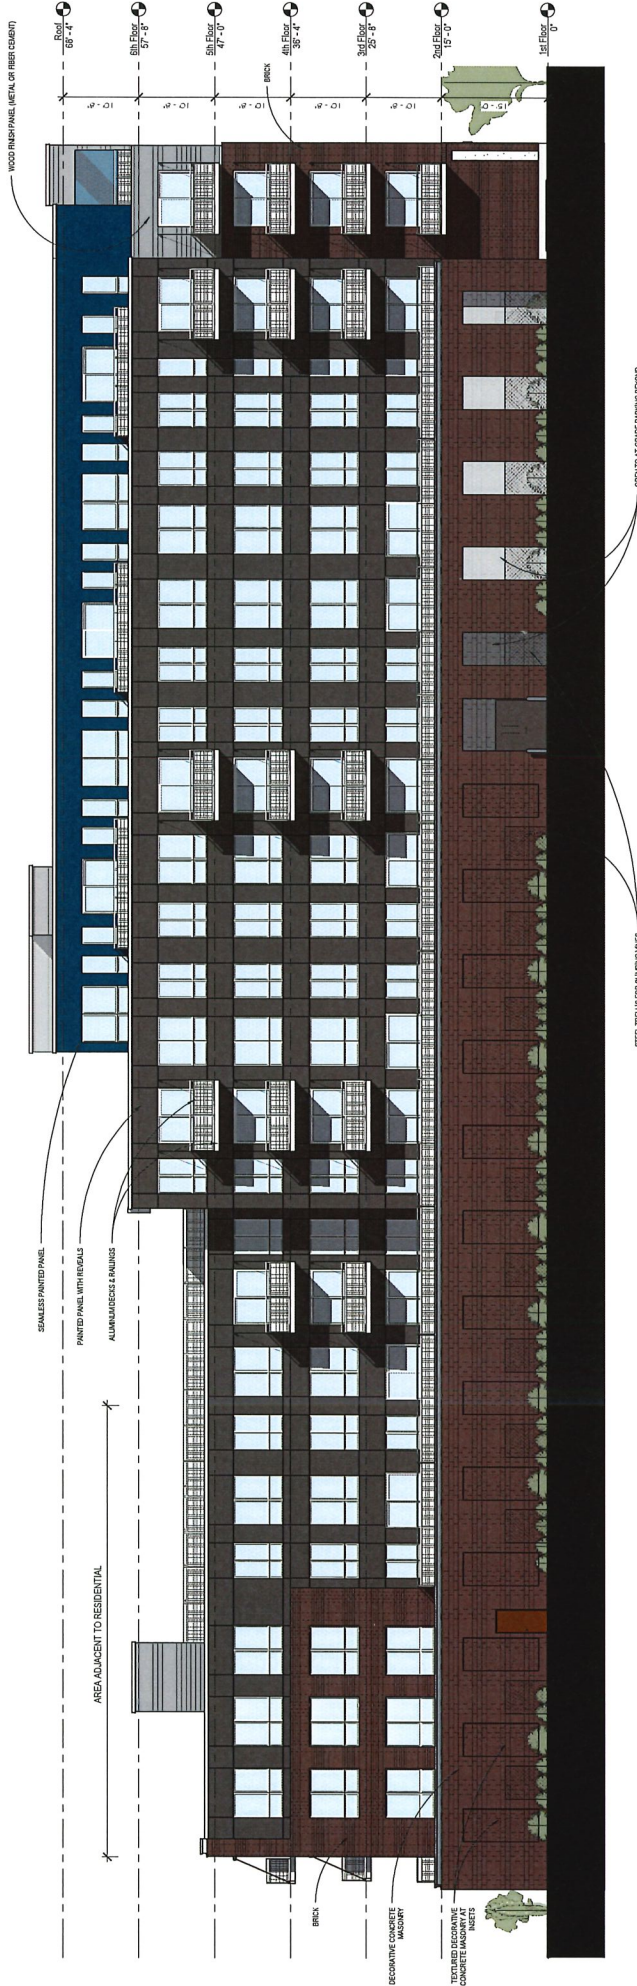 WOOD FINISH PANEL (METAL OR FIBER CEMENT)
Roof
68' - 4"
6th Floor
57' - 8"
5th Floor
47' - 0"
4th Floor
36' - 4"
3rd Floor
25' - 8"
2nd Floor
15' - 0"
1st Floor
0"
10' - 8"
10' - 8"
10' - 8"
10' - 8"
10' - 8"
15' - 0"
BRICK
SEAMLESS PAINTED PANEL
PAINTED PANEL WITH REVEALS
ALUMINUM DECKS & RAILINGS
AREA ADJACENT TO RESIDENTIAL
BRICK
DECORATIVE CONCRETE
MASONRY
TEXTURED DECORATIVE
CONCRETE MASONRY AT
INSETS